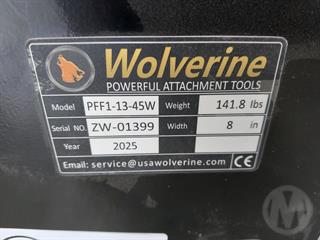 Wolverine
POWERFUL ATTACHMENT TOOLS
Model PFF1-13-45W Weight 141.8 lbs
Serial NO. ZW-01399 Width 8 in
Year 2025
Email: service@usawolverine.com CE